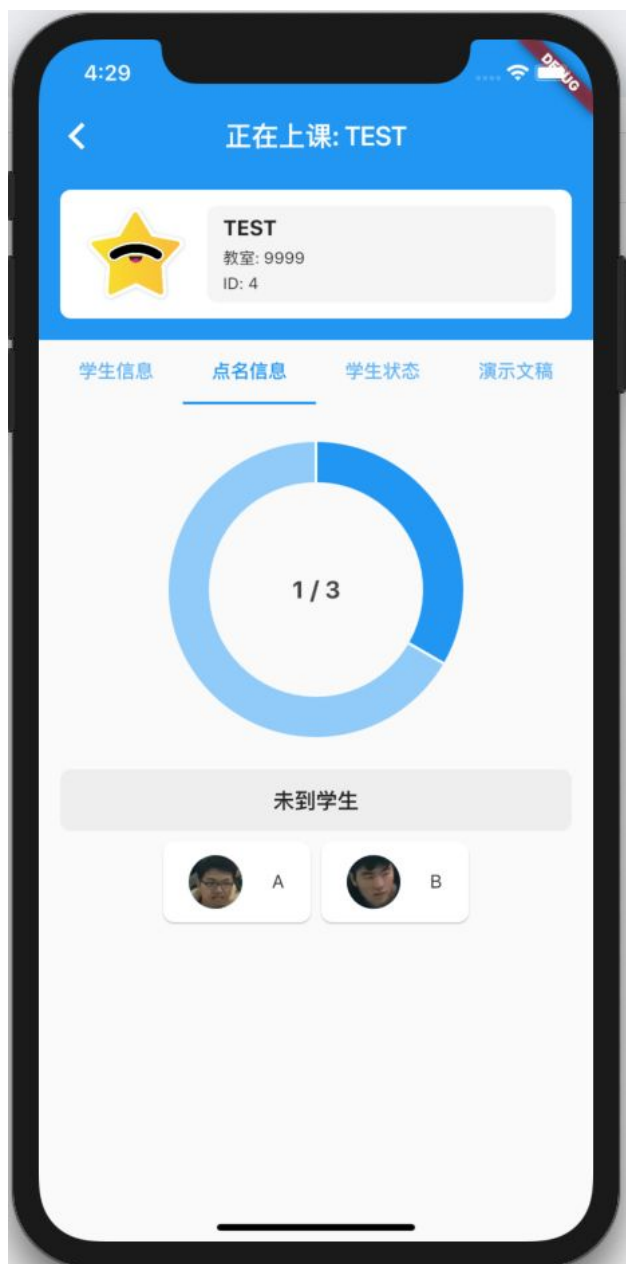 4:29
DEBUG
正在上课: TEST
TEST
教室: 9999
ID: 4
学生信息 点名信息 学生状态 演示文稿
1 / 3
未到学生
A B